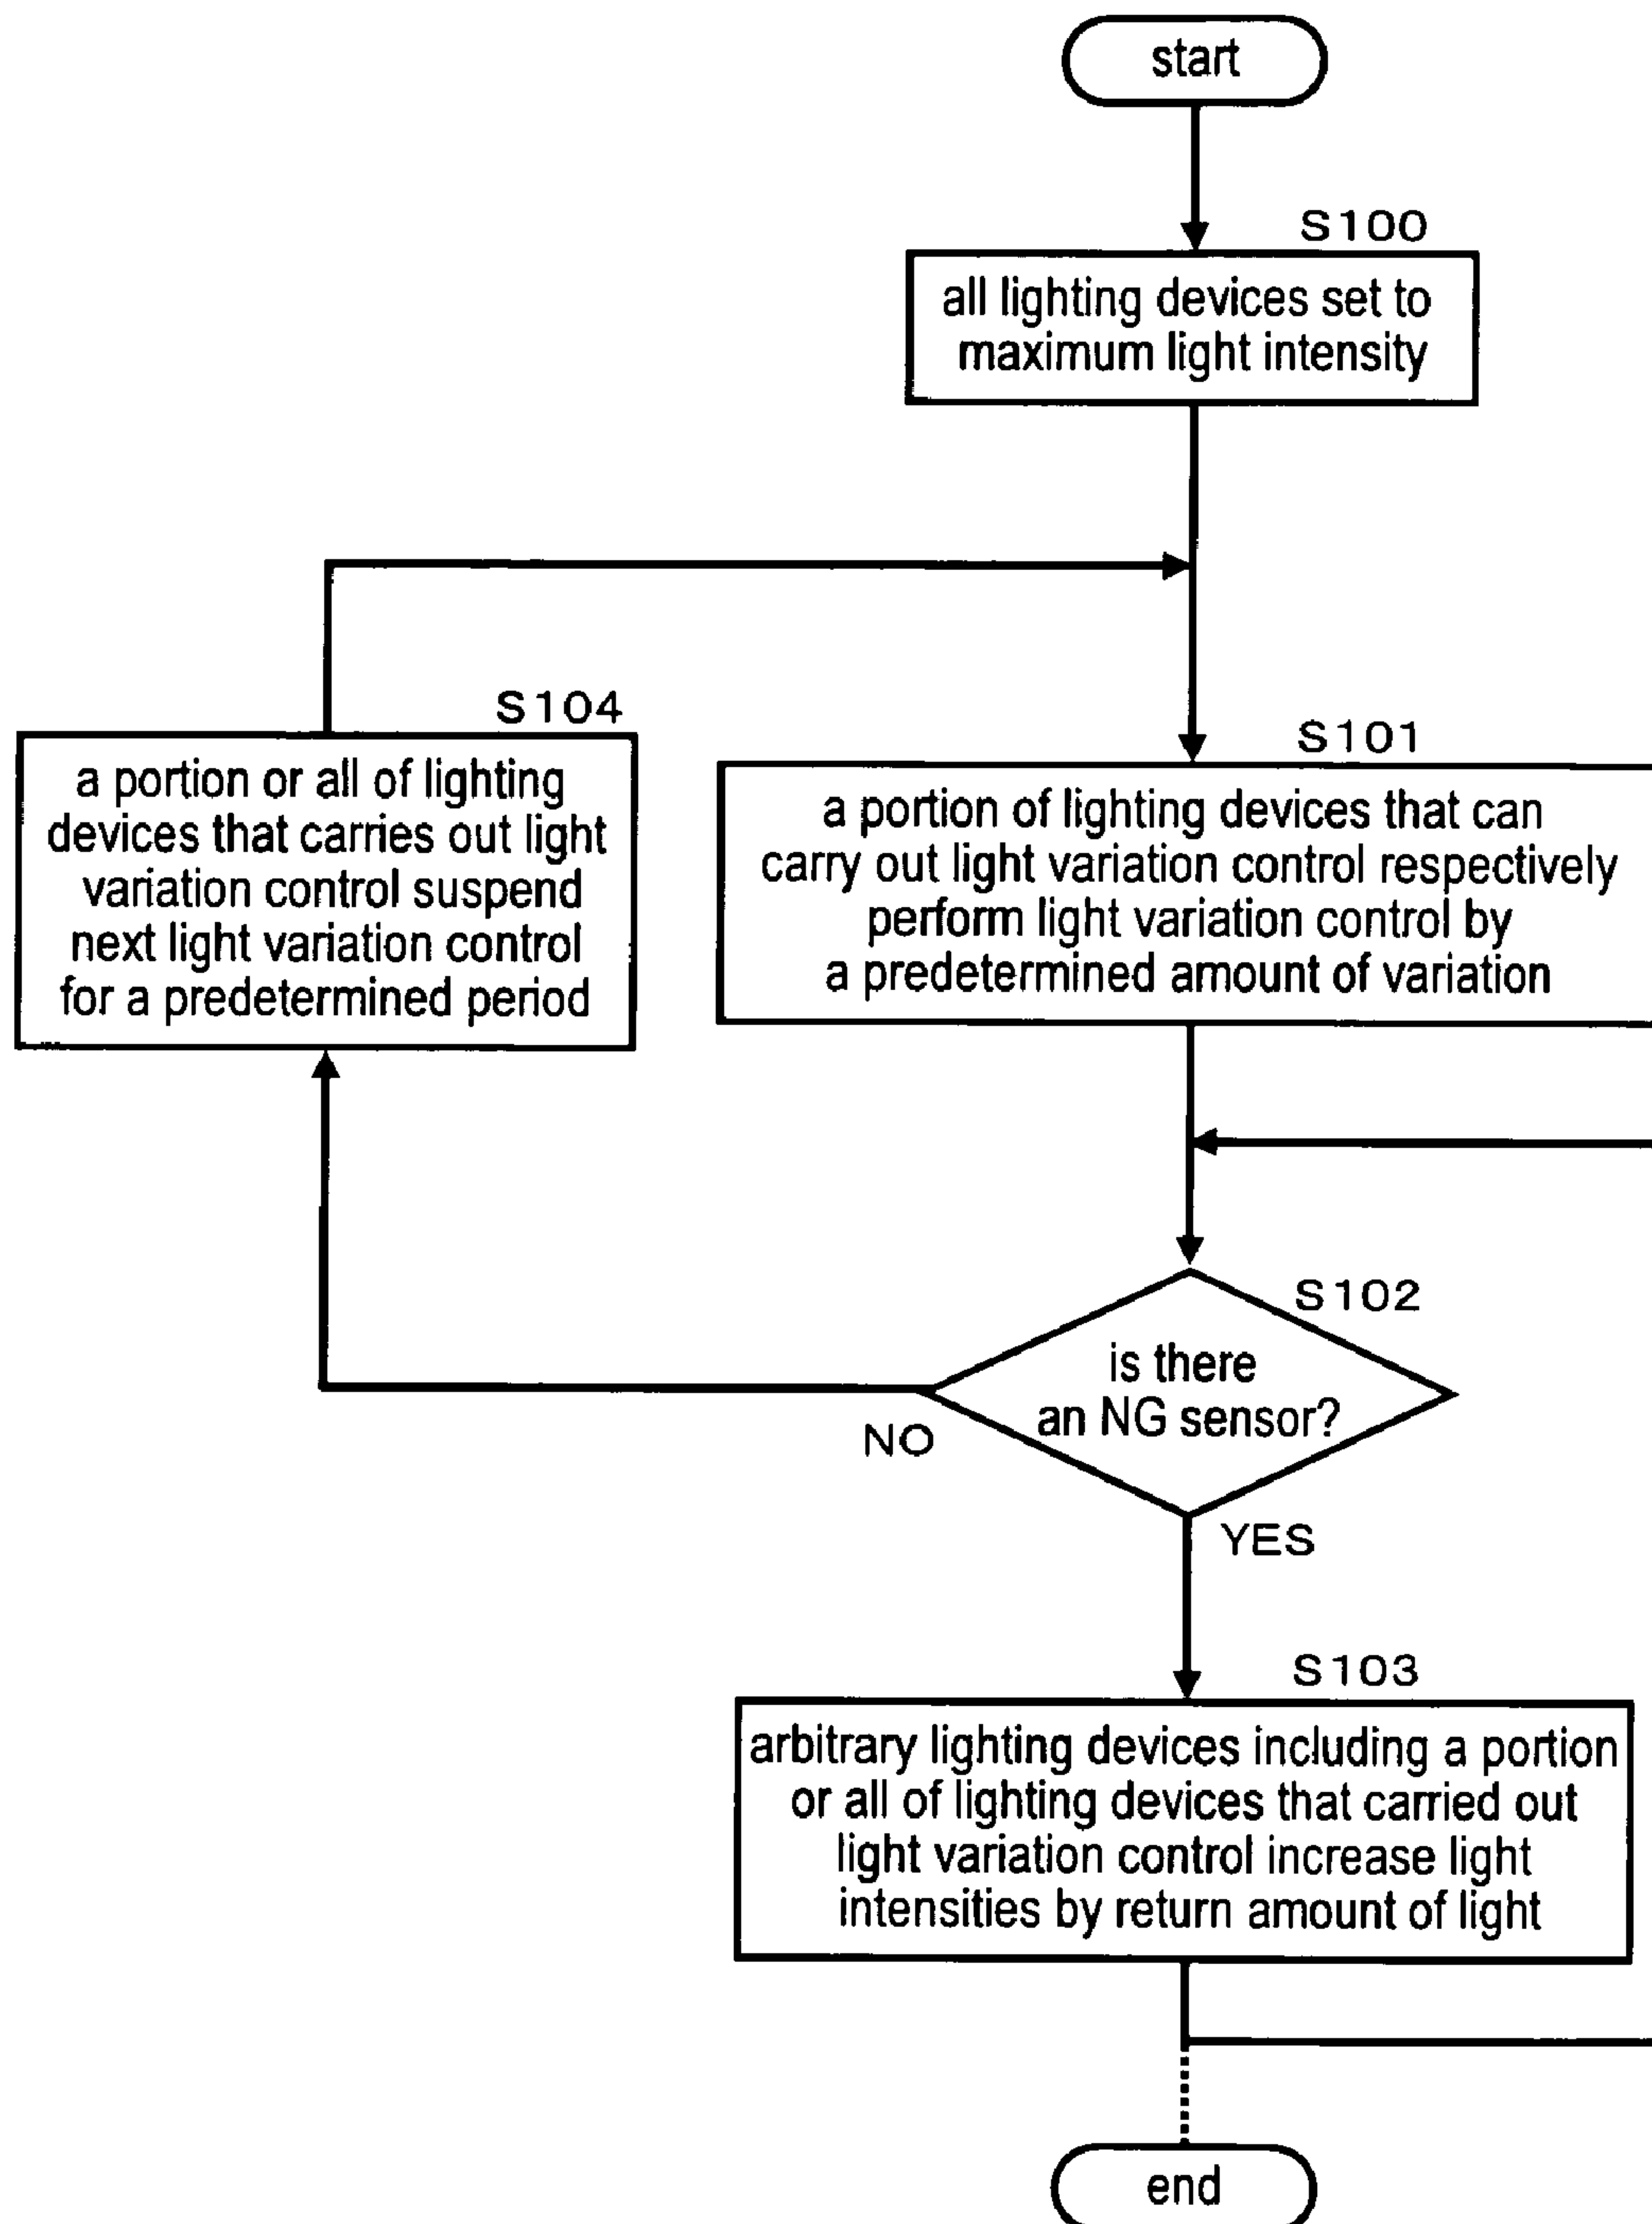 start
S100
all lighting devices set to
maximum light intensity
S104
a portion or all of lighting
devices that carries out light
variation control suspend
next light variation control
for a predetermined period
S101
a portion of lighting devices that can
carry out light variation control respectively
perform light variation control by
a predetermined amount of variation
S102
is there
an NG sensor?
NO
YES
S103
arbitrary lighting devices including a portion
or all of lighting devices that carried out
light variation control increase light
intensities by return amount of light
end